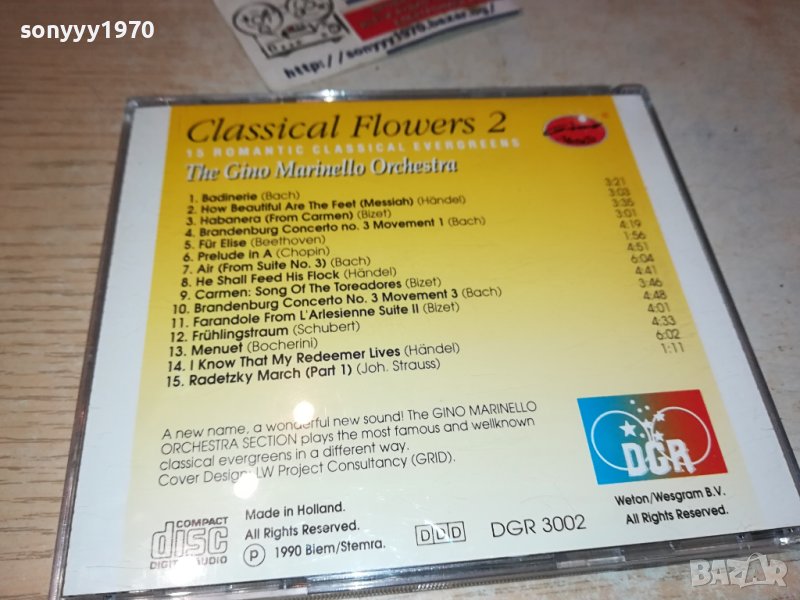 sonyyy1970
http://sonyyy1970.bazar.bg/
Classical Flowers 2
15 ROMANTIC CLASSICAL EVERGREENS
The Gino Marinello Orchestra
1. Badinerie (Bach) 3:21
2. How Beautiful Are The Feet (Messiah) (Händel) 3:03
3. Habanera (From Carmen) (Bizet) 3:35
4. Brandenburg Concerto no. 3 Movement 1 (Bach) 3:01
5. Für Elise (Beethoven) 4:19
6. Prelude in A (Chopin) 1:56
7. Air (From Suite No. 3) (Bach) 4:51
8. He Shall Feed His Flock (Händel) 6:04
9. Carmen: Song Of The Toreadores (Bizet) 4:41
10. Brandenburg Concerto No. 3 Movement 3 (Bach) 3:46
11. Farandole From L'Arlesienne Suite II (Bizet) 4:48
12. Frühlingstraum (Schubert) 4:01
13. Menuet (Bocherini) 4:33
14. I Know That My Redeemer Lives (Händel) 6:02
15. Radetzky March (Part 1) (Joh. Strauss) 1:11
A new name, a wonderful new sound! The GINO MARINELLO
ORCHESTRA SECTION plays the most famous and wellknown
classical evergreens in a different way.
Cover Design: LW Project Consultancy (GRID).
DGR
COMPACT
disc
DIGITAL AUDIO
Made in Holland.
All Rights Reserved.
P 1990 Blem/Stemra.
DDD
DGR 3002
Weton/Wesgram B.V.
All Rights Reserved.
BAZAR